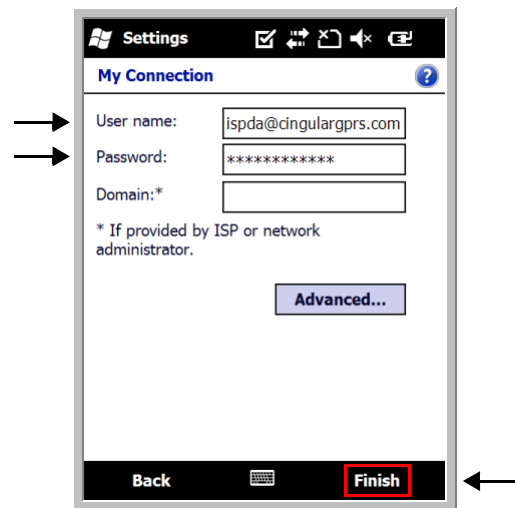 Settings
My Connection ?
User name: ispda@cingulargprs.com
Password: ************
Domain:*
* If provided by ISP or network
administrator.
Advanced...
Back Finish